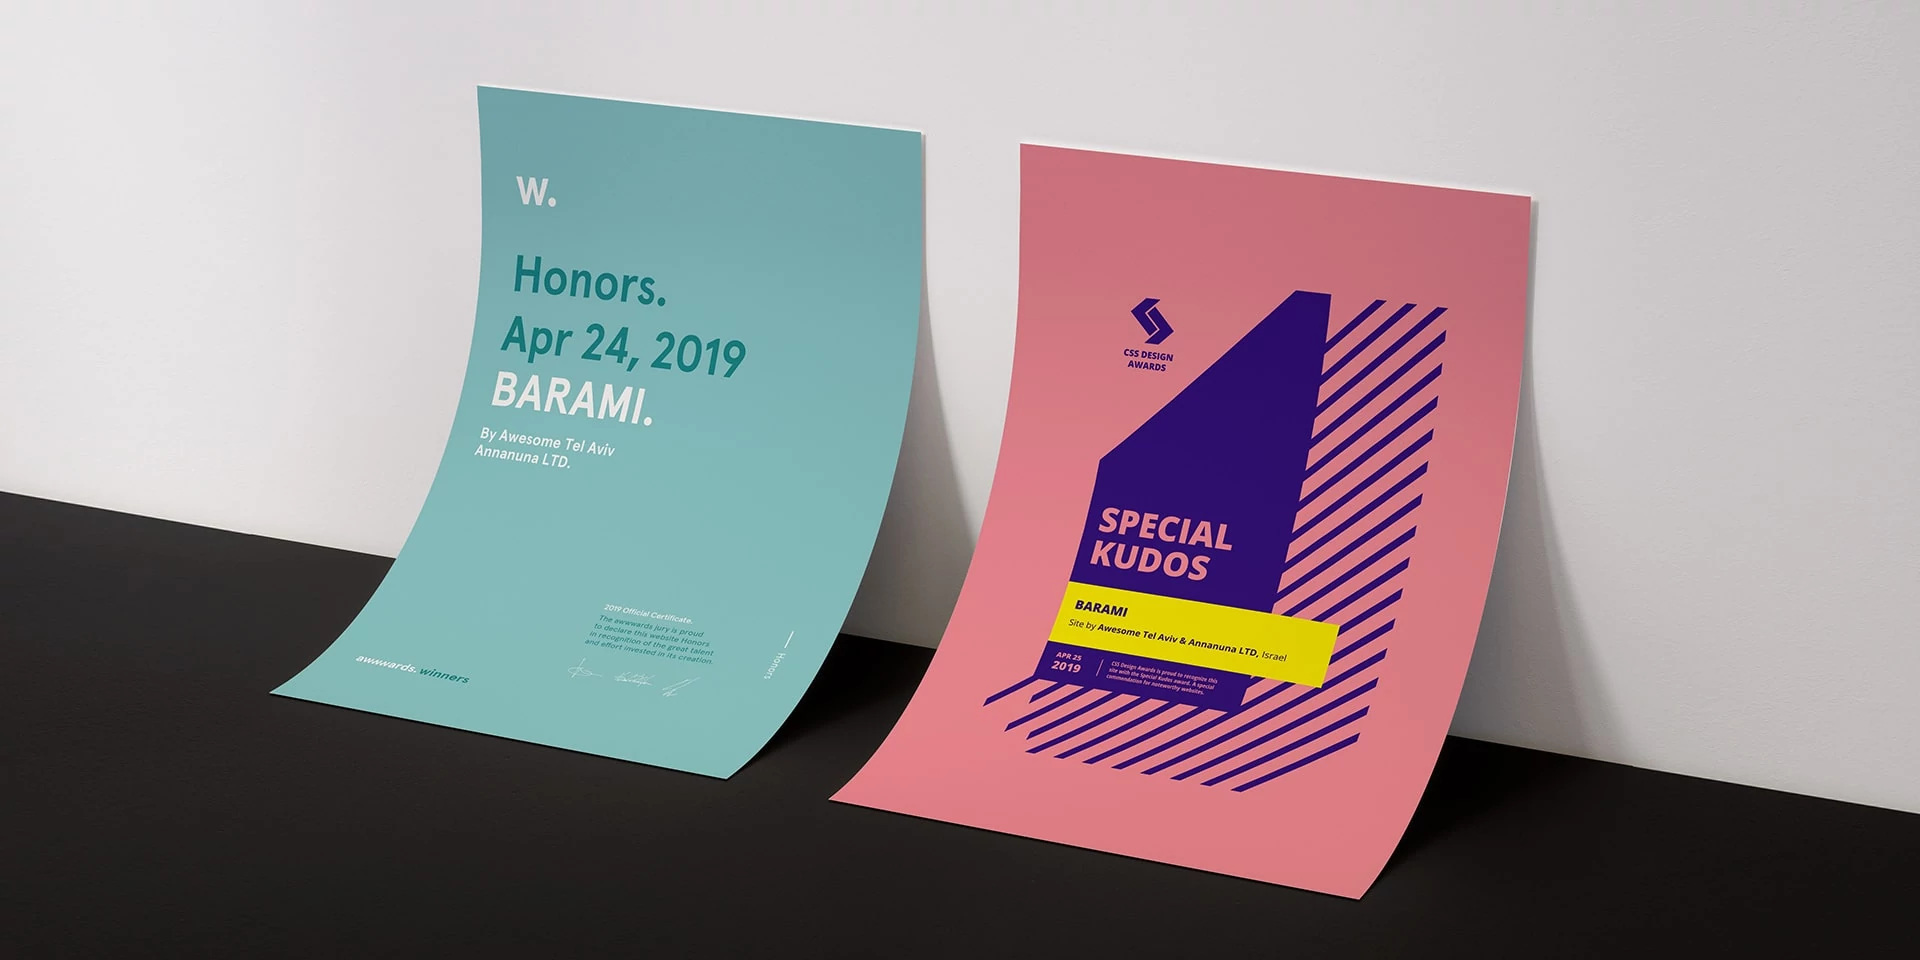 W.
Honors.
Apr 24, 2019
BARAMI.
By Awesome Tel Aviv
Annanuna LTD.
2019 Official Certificate.
The awwwards jury is proud
to declare this website Honors
in recognition of the great talent
and effort invested in its creation.
Honors
awwwards.winners
CSS DESIGN
AWARDS
SPECIAL
KUDOS
BARAMI
Site by Awesome Tel Aviv & Annanuna LTD, Israel
APR 25
2019
CSS Design Awards is proud to recognize this
site with the Special Kudos award. A special
commendation for noteworthy websites.